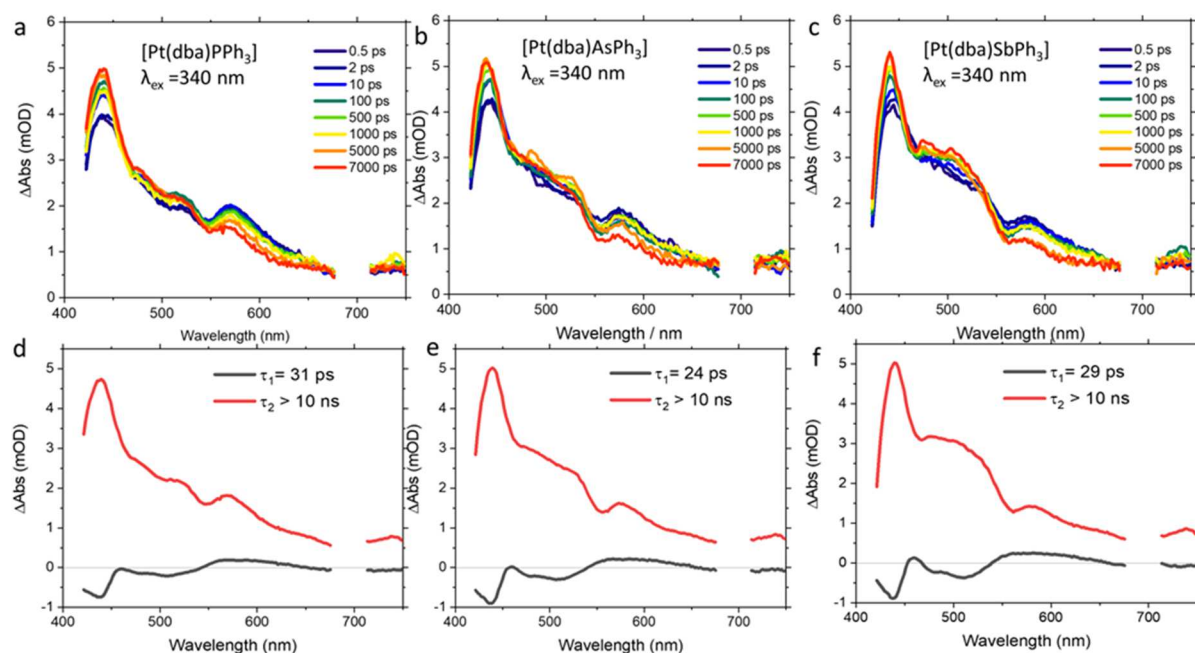 a
[Pt(dba)PPh₃]
λex =340 nm
0.5 ps
2 ps
10 ps
100 ps
500 ps
1000 ps
5000 ps
7000 ps
ΔAbs (mOD)
6
5
4
3
2
1
0
400
500
600
700
Wavelength (nm)
b
[Pt(dba)AsPh₃]
λex =340 nm
0.5 ps
2 ps
10 ps
100 ps
500 ps
1000 ps
5000 ps
7000 ps
ΔAbs (mOD)
6
5
4
3
2
1
0
400
500
600
700
Wavelength / nm
c
[Pt(dba)SbPh₃]
λex =340 nm
0.5 ps
2 ps
10 ps
100 ps
500 ps
1000 ps
5000 ps
7000 ps
ΔAbs (mOD)
6
5
4
3
2
1
0
400
500
600
700
Wavelength (nm)
d
τ₁= 31 ps
τ₂ > 10 ns
ΔAbs (mOD)
5
4
3
2
1
0
-1
400
500
600
700
Wavelength (nm)
e
τ₁= 24 ps
τ₂ > 10 ns
ΔAbs (mOD)
5
4
3
2
1
0
-1
400
500
600
700
Wavelength (nm)
f
τ₁= 29 ps
τ₂ > 10 ns
ΔAbs (mOD)
5
4
3
2
1
0
-1
400
500
600
700
Wavelength (nm)